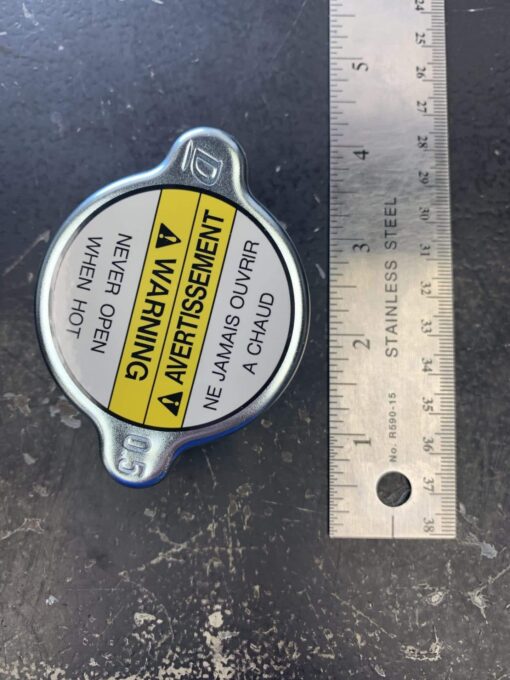 D
NEVER OPEN
WHEN HOT
⚠ WARNING
⚠ AVERTISSEMENT
NE JAMAIS OUVRIR
A CHAUD
0.5
5
4
3
2
1
STAINLESS STEEL
No. R590-15
24
25
26
27
28
29
30
31
32
33
34
35
36
37
38